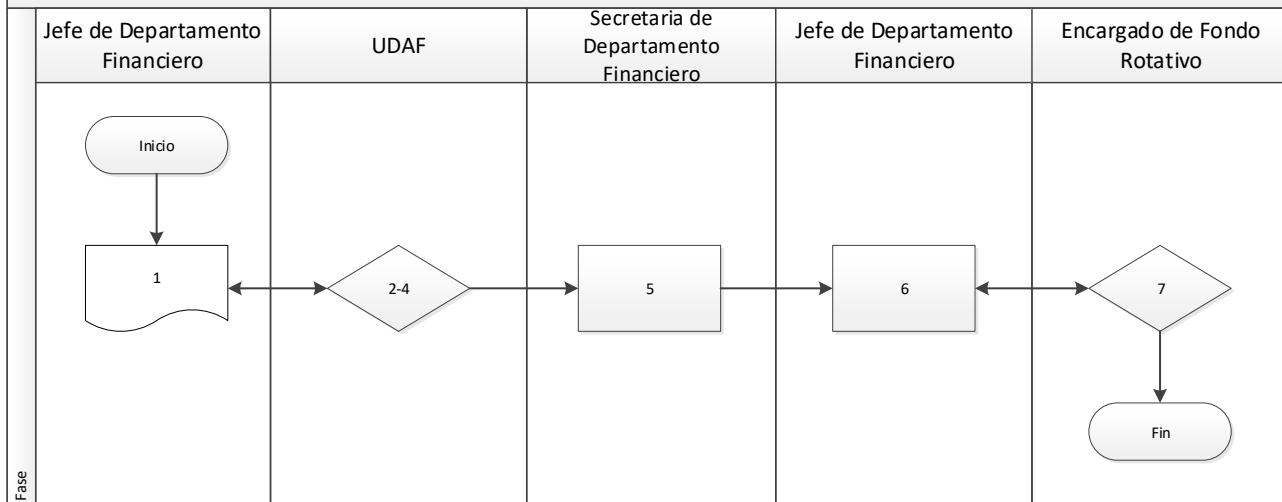 Jefe de Departamento
Financiero
UDAF
Secretaria de
Departamento
Financiero
Jefe de Departamento
Financiero
Encargado de Fondo
Rotativo
Inicio
1
2-4
5
6
7
Fin
Fase